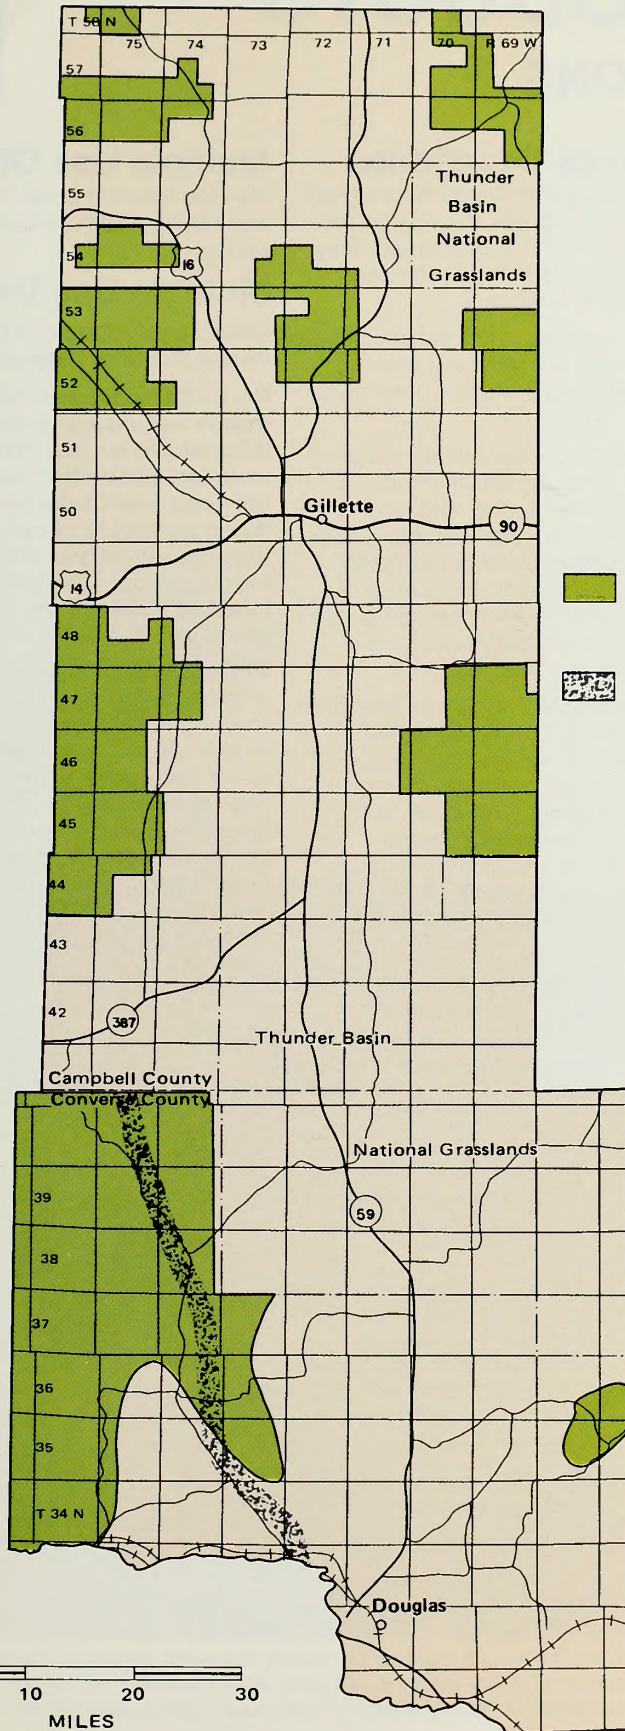 T 58 N
75 74 73 72 71 70 R 69 W
57
56
Thunder
55
Basin
National
54
16
Grasslands
53
52
51
50
Gillette
90
14
48
47
46
45
44
43
42
387
Thunder Basin
Campbell County
Converse County
National Grasslands
39
59
38
37
36
35
T 34 N
Douglas
10 20 30
MILES